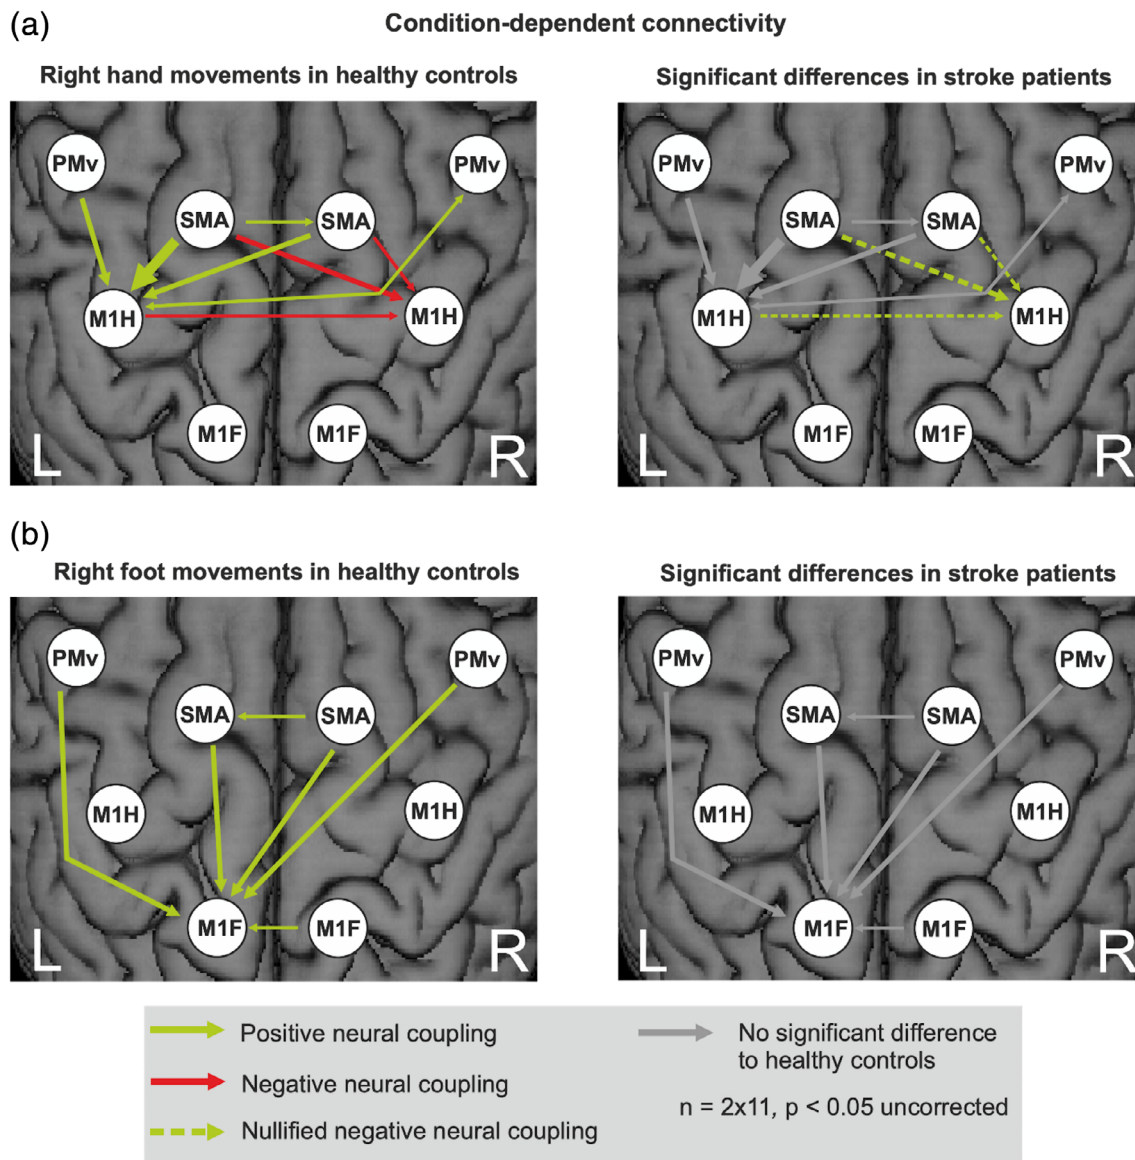 (a)
Condition-dependent connectivity
Right hand movements in healthy controls
Significant differences in stroke patients
PMv
PMv
SMA
SMA
M1H
M1H
M1F
M1F
L
R
PMv
PMv
SMA
SMA
M1H
M1H
M1F
M1F
L
R
(b)
Right foot movements in healthy controls
Significant differences in stroke patients
PMv
PMv
SMA
SMA
M1H
M1H
M1F
M1F
L
R
PMv
PMv
SMA
SMA
M1H
M1H
M1F
M1F
L
R
Positive neural coupling
Negative neural coupling
Nullified negative neural coupling
No significant difference
to healthy controls
n = 2x11, p < 0.05 uncorrected